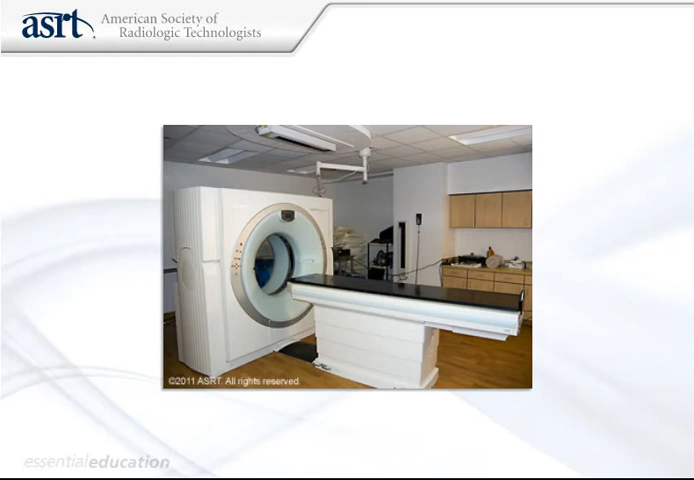 asrt
American Society of
Radiologic Technologists
©2011 ASRT. All rights reserved.
essentialeducation